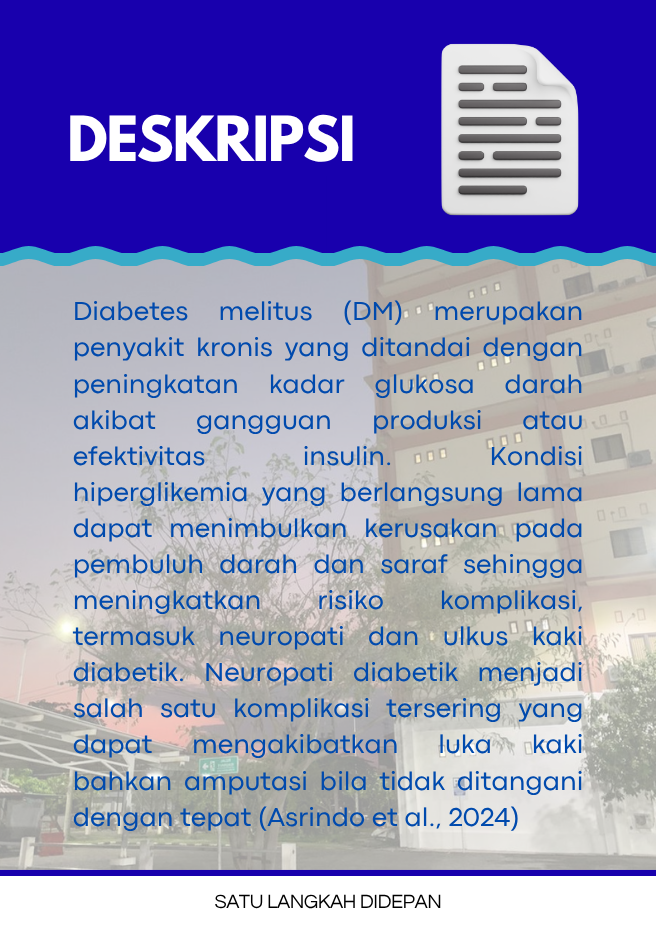 DESKRIPSI
Diabetes melitus (DM) merupakan
penyakit kronis yang ditandai dengan
peningkatan kadar glukosa darah
akibat gangguan produksi atau
efektivitas insulin. Kondisi
hiperglikemia yang berlangsung lama
dapat menimbulkan kerusakan pada
pembuluh darah dan saraf sehingga
meningkatkan risiko komplikasi,
termasuk neuropati dan ulkus kaki
diabetik. Neuropati diabetik menjadi
salah satu komplikasi tersering yang
dapat mengakibatkan luka kaki
bahkan amputasi bila tidak ditangani
dengan tepat (Asrindo et al., 2024)
SATU LANGKAH DIDEPAN